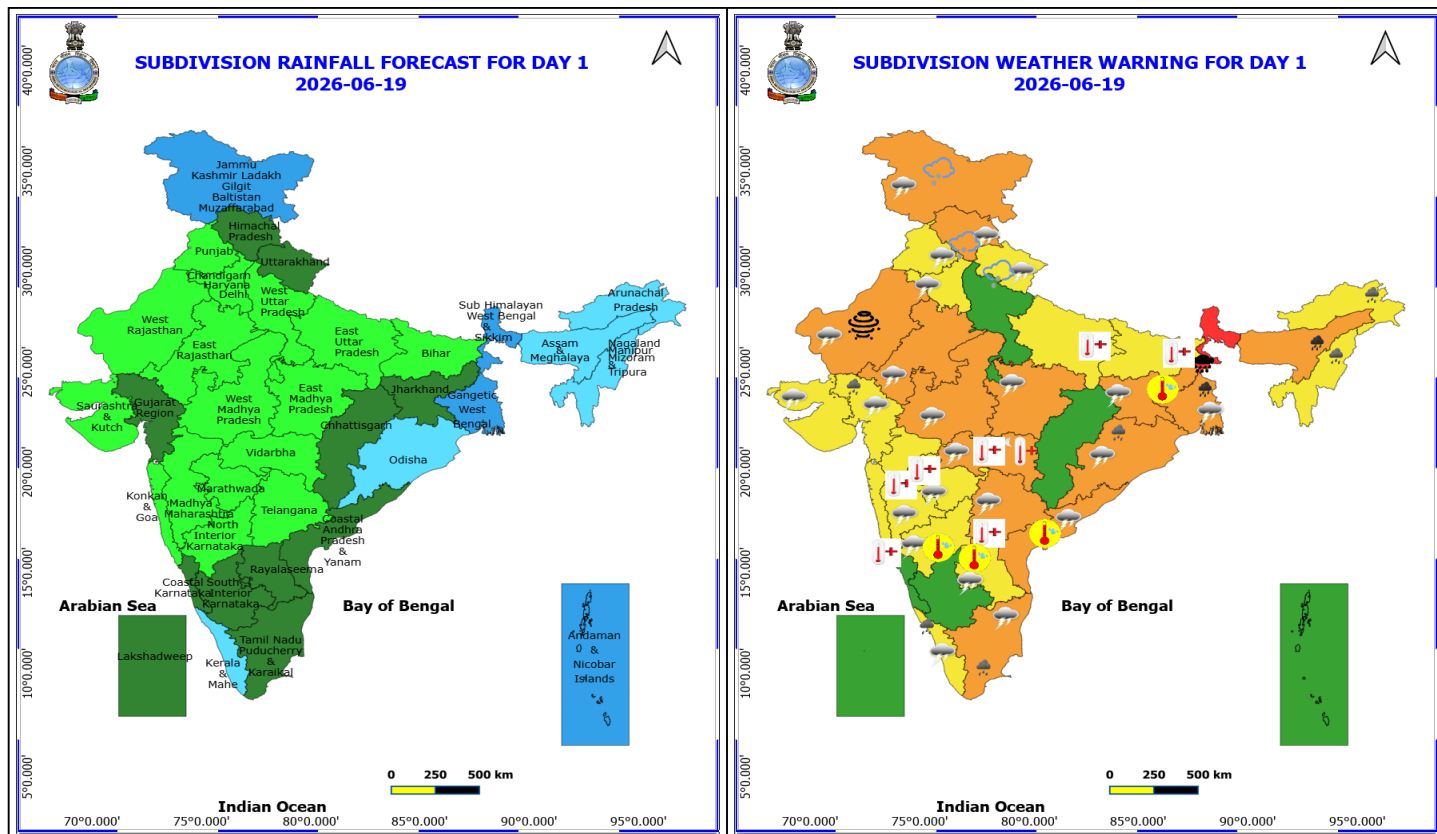 SUBDIVISION RAINFALL FORECAST FOR DAY 1
2026-06-19
40°0.000'
35°0.000'
30°0.000'
25°0.000'
20°0.000'
15°0.000'
10°0.000'
5°0.000'
Jammu
Kashmir Ladakh
Gilgit
Baltistan
Muzaffarabad
Himachal
Pradesh
Punjab
Uttarakhand
Chandigarh
Haryana
Delhi
West
Uttar
Pradesh
West
Rajasthan
East
Rajasthan
East
Uttar
Pradesh
Bihar
Sub Himalayan
West Bengal
&
Sikkim
Arunachal
Pradesh
Assam
&
Meghalaya
Nagaland
Manipur
Mizoram
&
Tripura
Saurashtra
&
Kutch
Gujarat
Region
West
Madhya
Pradesh
East
Madhya
Pradesh
Jharkhand
Gangetic
West
Bengal
Chhattisgarh
Odisha
Vidarbha
Konkan
&
Goa
Madhya
Maharashtra
Marathwada
North
Interior
Karnataka
Telangana
Coastal
Andhra
Pradesh
&
Yanam
Rayalaseema
Coastal
Karnataka
South
Interior
Karnataka
Arabian Sea
Bay of Bengal
Lakshadweep
Kerala
&
Mahe
Tamil Nadu
Puducherry
&
Karaikal
Andaman
&
Nicobar
Islands
0 250 500 km
Indian Ocean
70°0.000' 75°0.000' 80°0.000' 85°0.000' 90°0.000' 95°0.000'
SUBDIVISION WEATHER WARNING FOR DAY 1
2026-06-19
40°0.000'
35°0.000'
30°0.000'
25°0.000'
20°0.000'
15°0.000'
10°0.000'
5°0.000'
Arabian Sea
Bay of Bengal
0 250 500 km
Indian Ocean
70°0.000' 75°0.000' 80°0.000' 85°0.000' 90°0.000' 95°0.000'